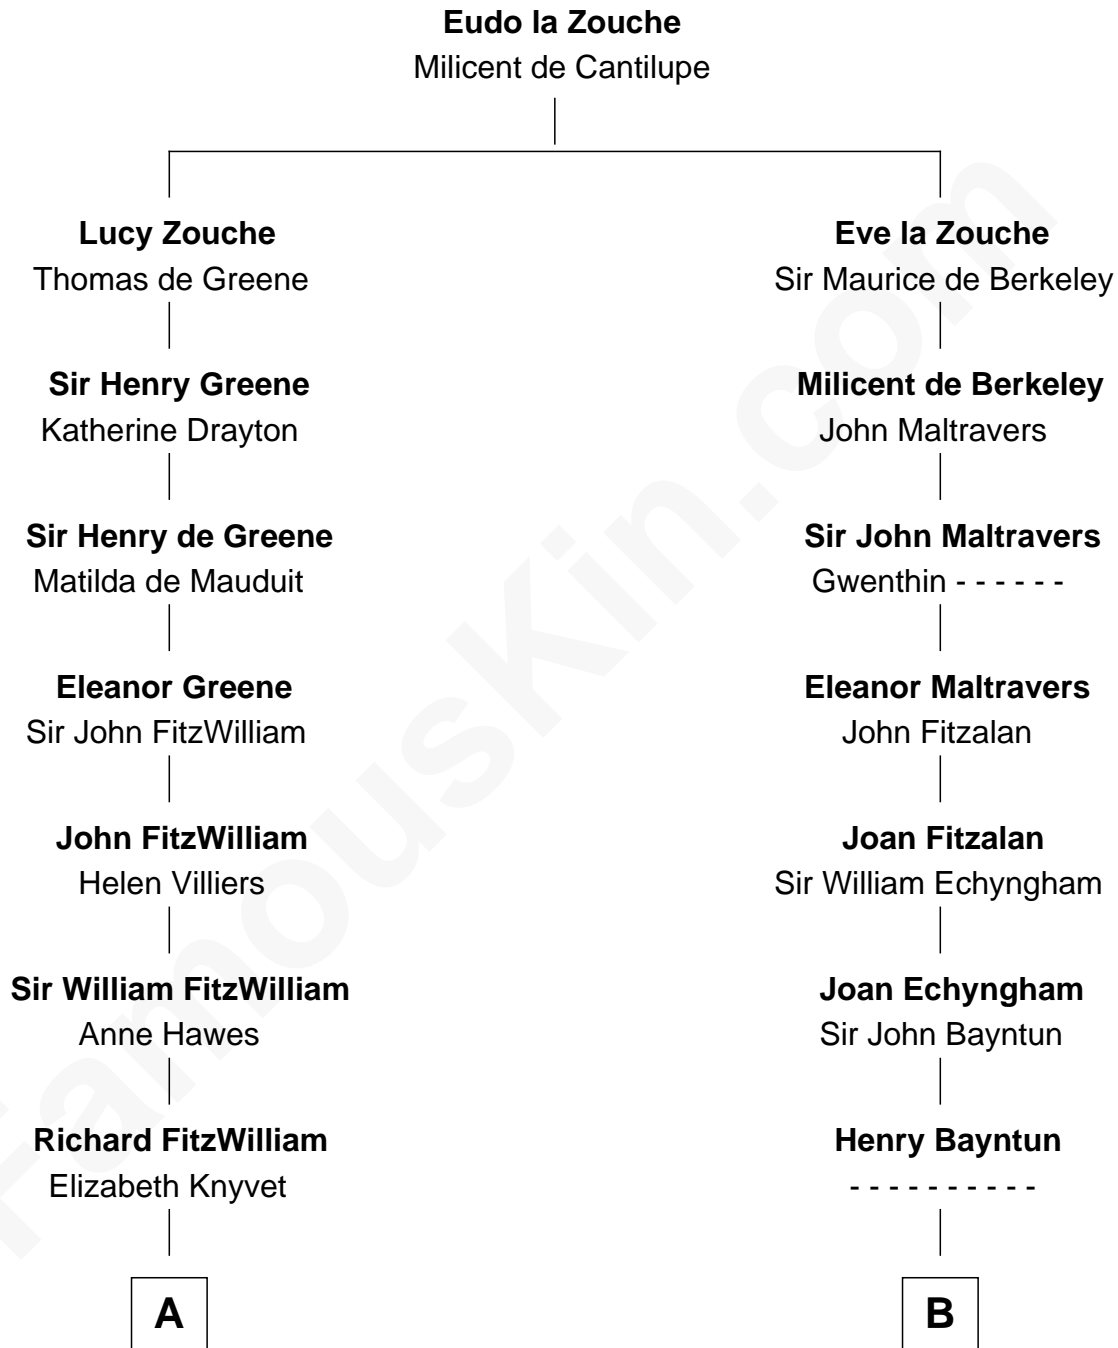 Eudo la Zouche
Milicent de Cantilupe
Lucy Zouche
Thomas de Greene
Eve la Zouche
Sir Maurice de Berkeley
Sir Henry Greene
Katherine Drayton
Milicent de Berkeley
John Maltravers
Sir Henry de Greene
Matilda de Mauduit
Sir John Maltravers
Gwenthin - - - - - -
Eleanor Greene
Sir John FitzWilliam
Eleanor Maltravers
John Fitzalan
John FitzWilliam
Helen Villiers
Joan Fitzalan
Sir William Echyngham
Sir William FitzWilliam
Anne Hawes
Joan Echyngham
Sir John Bayntun
Richard FitzWilliam
Elizabeth Knyvet
Henry Bayntun
- - - - - - - - - -
A
B
FamousKin.com